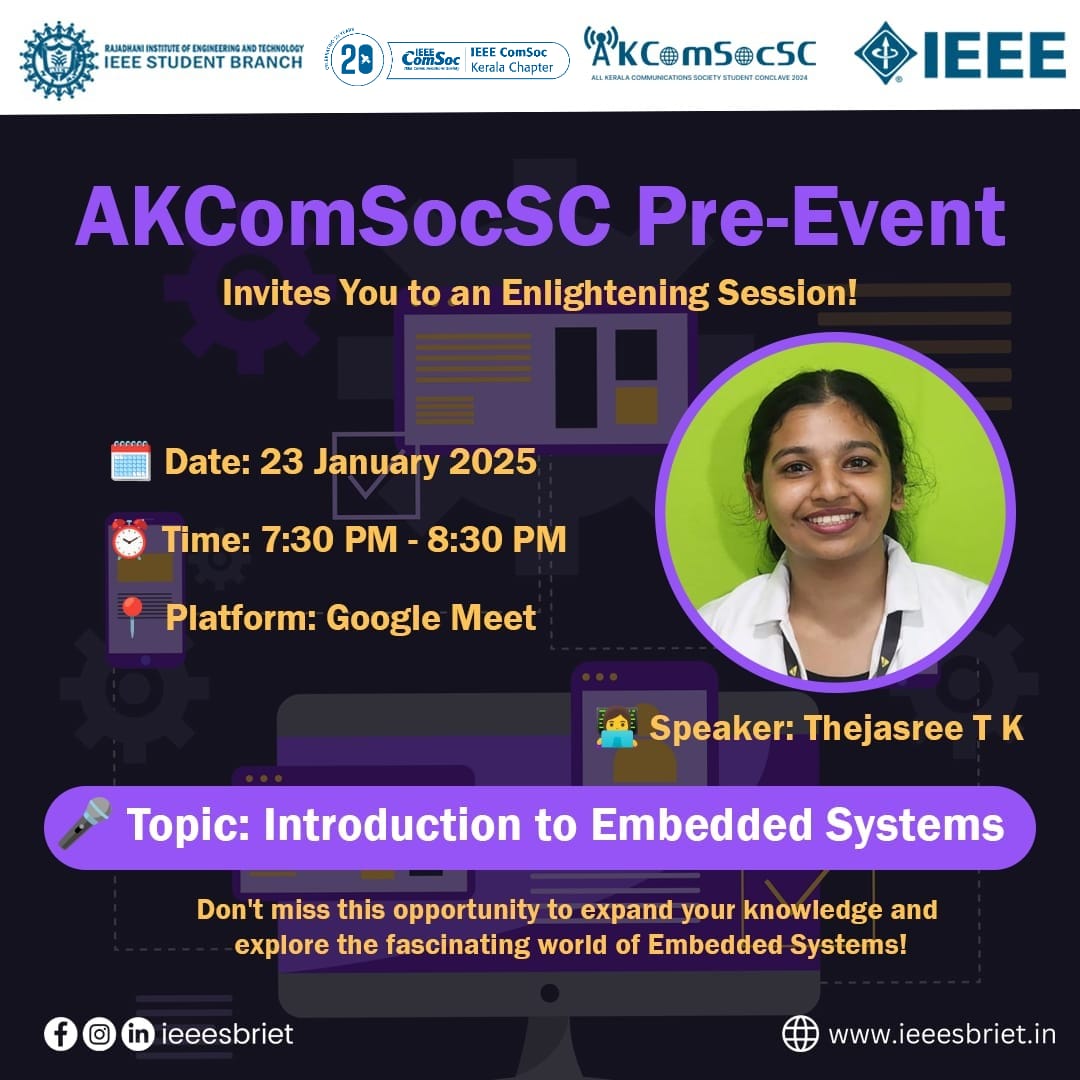 RAJADHANI INSTITUTE OF ENGINEERING AND TECHNOLOGY
IEEE STUDENT BRANCH
20
IEEE
ComSoc
IEEE ComSoc
Kerala Chapter
AKComSocSC
ALL KERALA COMMUNICATIONS SOCIETY STUDENT CONCLAVE 2024
IEEE
AKComSocSC Pre-Event
Invites You to an Enlightening Session!
Date: 23 January 2025
Time: 7:30 PM - 8:30 PM
Platform: Google Meet
Speaker: Thejasree T K
Topic: Introduction to Embedded Systems
Don't miss this opportunity to expand your knowledge and
explore the fascinating world of Embedded Systems!
ieeesbriet
www.ieeesbriet.in